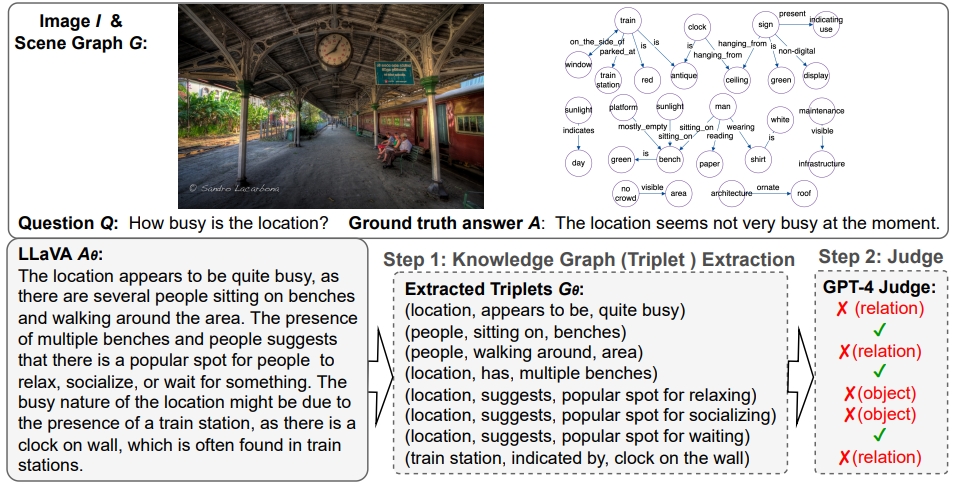 Image I &
Scene Graph G:
© Sandro Lacarbona
train
clock
sign
present
indicating
use
on_the_side_of
parked_at
is
is
is
hanging_from
hanging_from
is
non-digital
window
train
station
red
antique
ceiling
green
display
sunlight
platform
sunlight
man
white
maintenance
indicates
mostly_empty
sitting_on
sitting_on
reading
wearing
is
visible
day
green
is
bench
paper
shirt
infrastructure
no
crowd
visible
area
architecture
ornate
roof
Question Q: How busy is the location?
Ground truth answer A: The location seems not very busy at the moment.
LLaVA Aθ:
The location appears to be quite busy, as
there are several people sitting on benches
and walking around the area. The presence
of multiple benches and people suggests
that there is a popular spot for people to
relax, socialize, or wait for something. The
busy nature of the location might be due to
the presence of a train station, as there is a
clock on wall, which is often found in train
stations.
Step 1: Knowledge Graph (Triplet ) Extraction
Extracted Triplets Gθ:
(location, appears to be, quite busy)
(people, sitting on, benches)
(people, walking around, area)
(location, has, multiple benches)
(location, suggests, popular spot for relaxing)
(location, suggests, popular spot for socializing)
(location, suggests, popular spot for waiting)
(train station, indicated by, clock on the wall)
Step 2: Judge
GPT-4 Judge:
✗ (relation)
✓
✗(relation)
✓
✗(object)
✗(object)
✓
✗(relation)